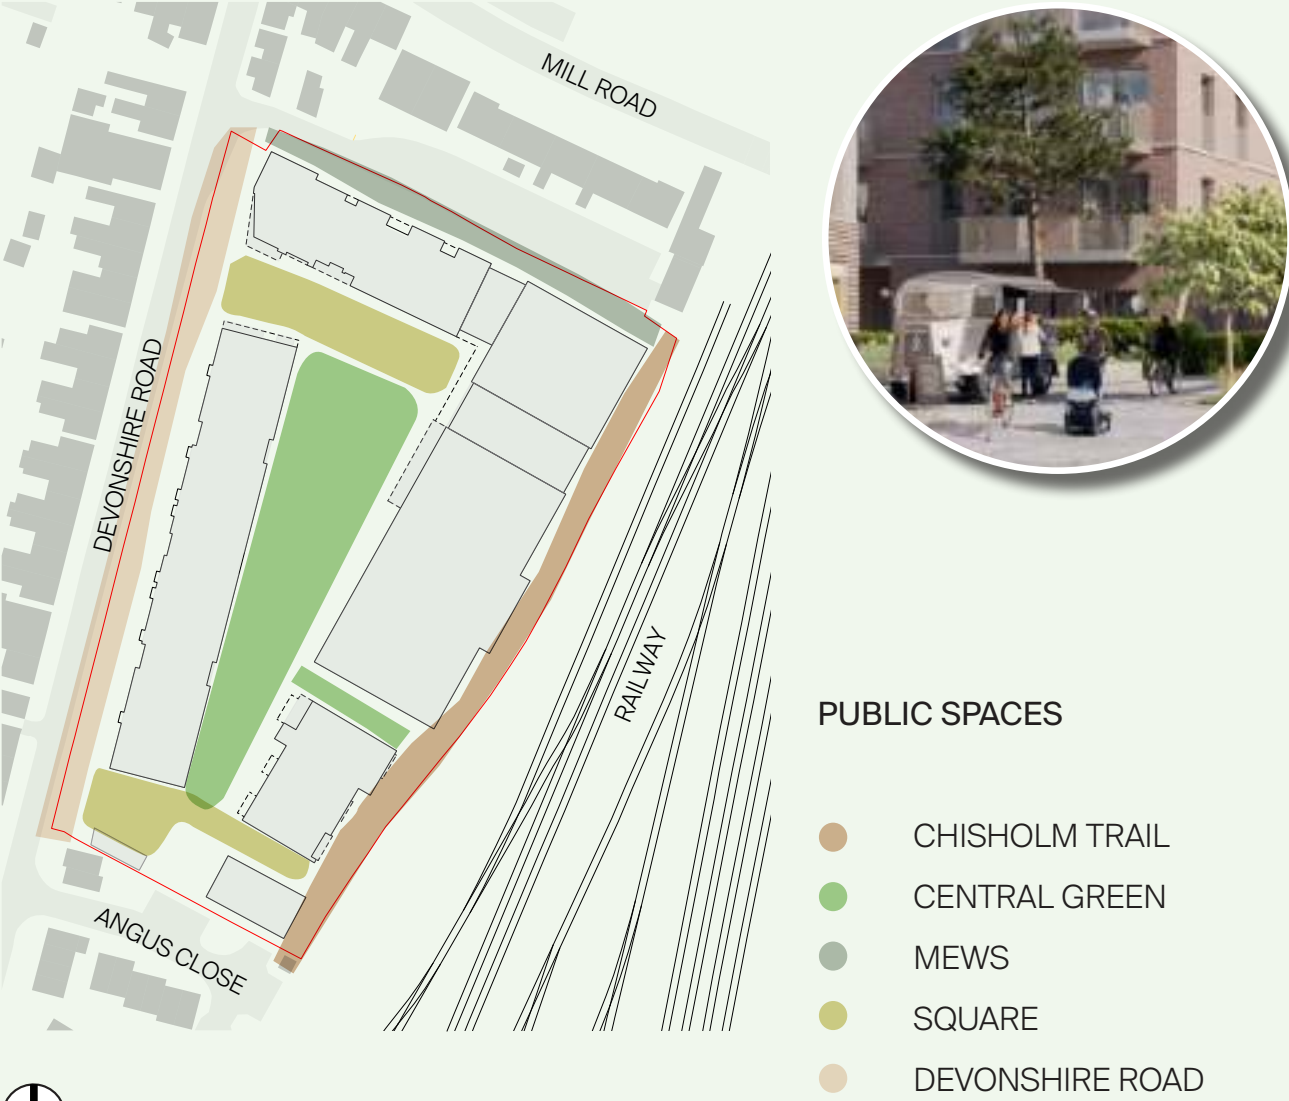 MILL ROAD
DEVONSHIRE ROAD
RAILWAY
ANGUS CLOSE
PUBLIC SPACES
CHISHOLM TRAIL
CENTRAL GREEN
MEWS
SQUARE
DEVONSHIRE ROAD